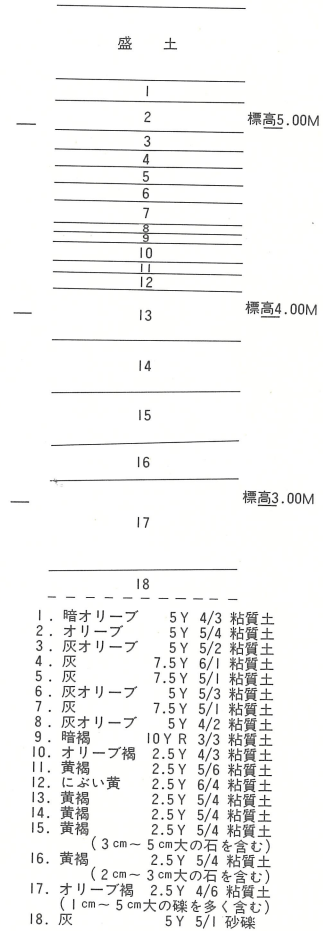 盛 土
1
2 標高5.00M
3
4
5
6
7
8
9
10
11
12
13 標高4.00M
14
15
16
標高3.00M
17
18
1. 暗オリーブ 5Y 4/3 粘質土
2. オリーブ 5Y 5/4 粘質土
3. 灰オリーブ 5Y 5/2 粘質土
4. 灰 7.5Y 6/1 粘質土
5. 灰 7.5Y 5/1 粘質土
6. 灰オリーブ 5Y 5/3 粘質土
7. 灰 7.5Y 5/1 粘質土
8. 灰オリーブ 5Y 4/2 粘質土
9. 暗褐 10YR 3/3 粘質土
10. オリーブ褐 2.5Y 4/3 粘質土
11. 黄褐 2.5Y 5/6 粘質土
12. にぶい黄 2.5Y 6/4 粘質土
13. 黄褐 2.5Y 5/4 粘質土
14. 黄褐 2.5Y 5/4 粘質土
15. 黄褐 2.5Y 5/4 粘質土
(3cm～5cm大の石を含む)
16. 黄褐 2.5Y 5/4 粘質土
(2cm～3cm大の石を含む)
17. オリーブ褐 2.5Y 4/6 粘質土
(1cm～5cm大の礫を多く含む)
18. 灰 5Y 5/1 砂礫